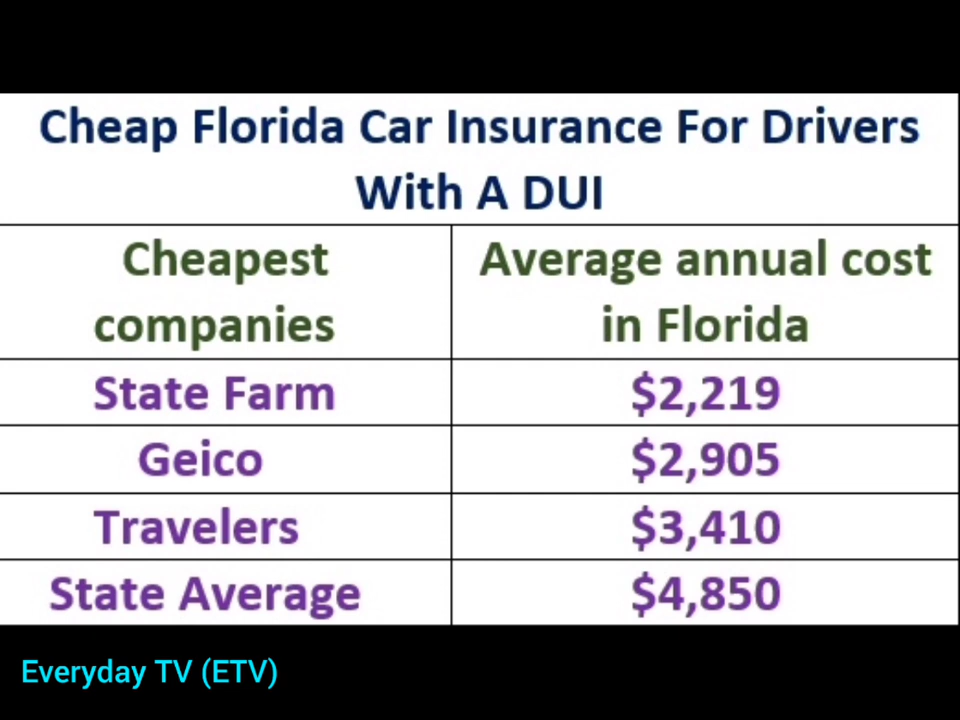 Cheap Florida Car Insurance For Drivers
With A DUI
Cheapest
companies
Average annual cost
in Florida
State Farm
$2,219
Geico
$2,905
Travelers
$3,410
State Average
$4,850
Everyday TV (ETV)